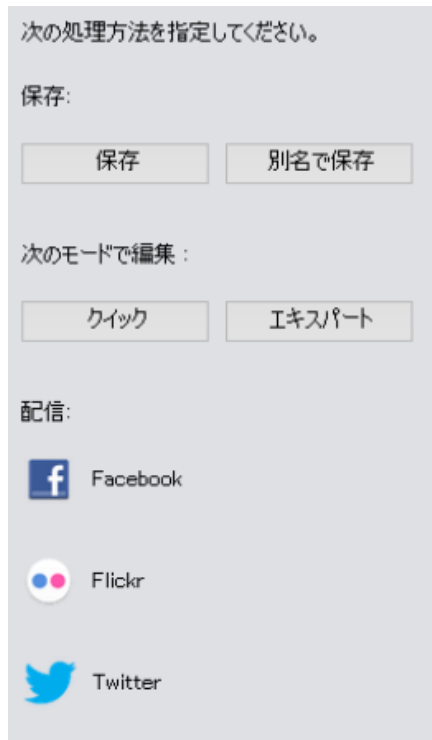 次の処理方法を指定してください。
保存:
保存 別名で保存
次のモードで編集 :
クイック エキスパート
配信:
Facebook
Flickr
Twitter